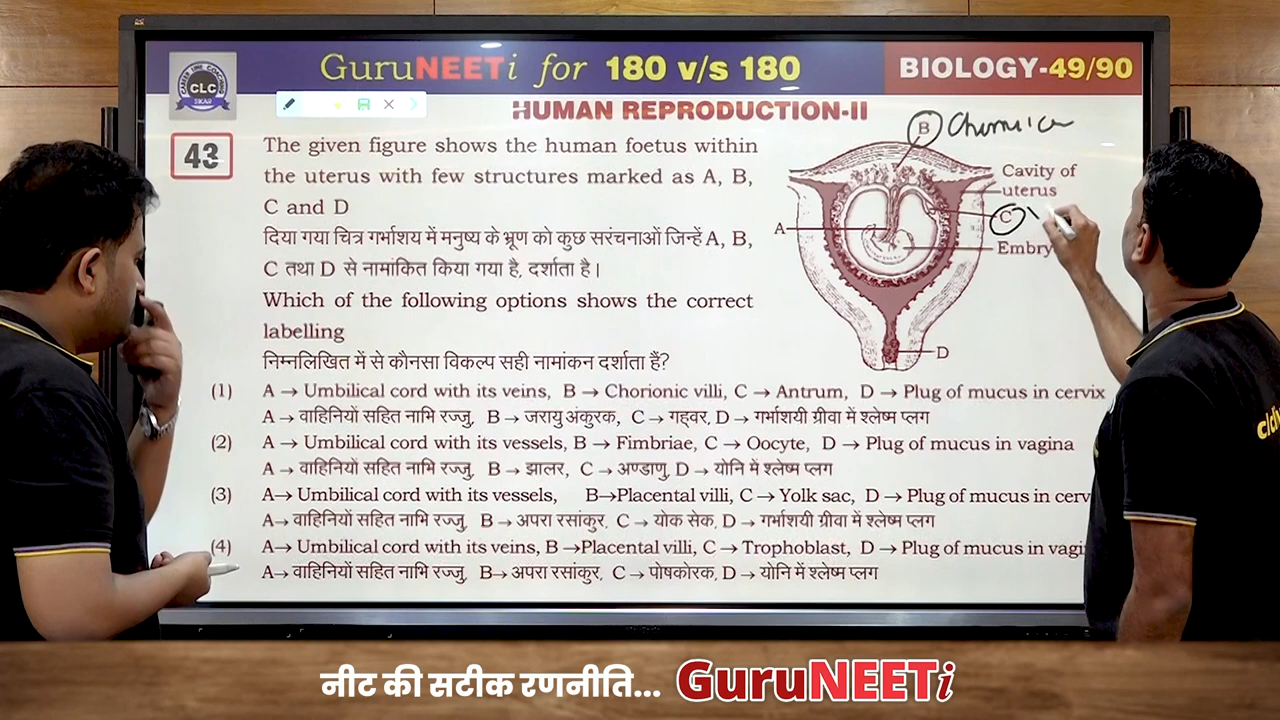 GuruNEETi for 180 v/s 180
BIOLOGY-49/90
CLC
SIKAR
HUMAN REPRODUCTION-II
43
The given figure shows the human foetus within
the uterus with few structures marked as A, B,
C and D
दिया गया चित्र गर्भाशय में मनुष्य के भ्रूण को कुछ सरंचनाओं जिन्हें A, B,
C तथा D से नामांकित किया गया है, दर्शाता है।
Which of the following options shows the correct
labelling
निम्नलिखित में से कौनसा विकल्प सही नामांकन दर्शाता हैं?
B
Cavity of
uterus
C
A
Embry
D
(1) A → Umbilical cord with its veins, B → Chorionic villi, C → Antrum, D → Plug of mucus in cervix
A → वाहिनियों सहित नाभि रज्जु, B → जरायु अंकुरक, C → गह्वर, D → गर्भाशयी ग्रीवा में श्लेष्म प्लग
(2) A → Umbilical cord with its vessels, B → Fimbriae, C → Oocyte, D → Plug of mucus in vagina
A → वाहिनियों सहित नाभि रज्जु, B → झालर, C → अण्डाणु, D → योनि में श्लेष्म प्लग
(3) A → Umbilical cord with its vessels, B → Placental villi, C → Yolk sac, D → Plug of mucus in cerv
A → वाहिनियों सहित नाभि रज्जु, B → अपरा रसांकुर, C → योक सेक, D → गर्भाशयी ग्रीवा में श्लेष्म प्लग
(4) A → Umbilical cord with its veins, B → Placental villi, C → Trophoblast, D → Plug of mucus in vagi
A → वाहिनियों सहित नाभि रज्जु, B → अपरा रसांकुर, C → पोषकोरक, D → योनि में श्लेष्म प्लग
नीट की सटीक रणनीति... GuruNEETi